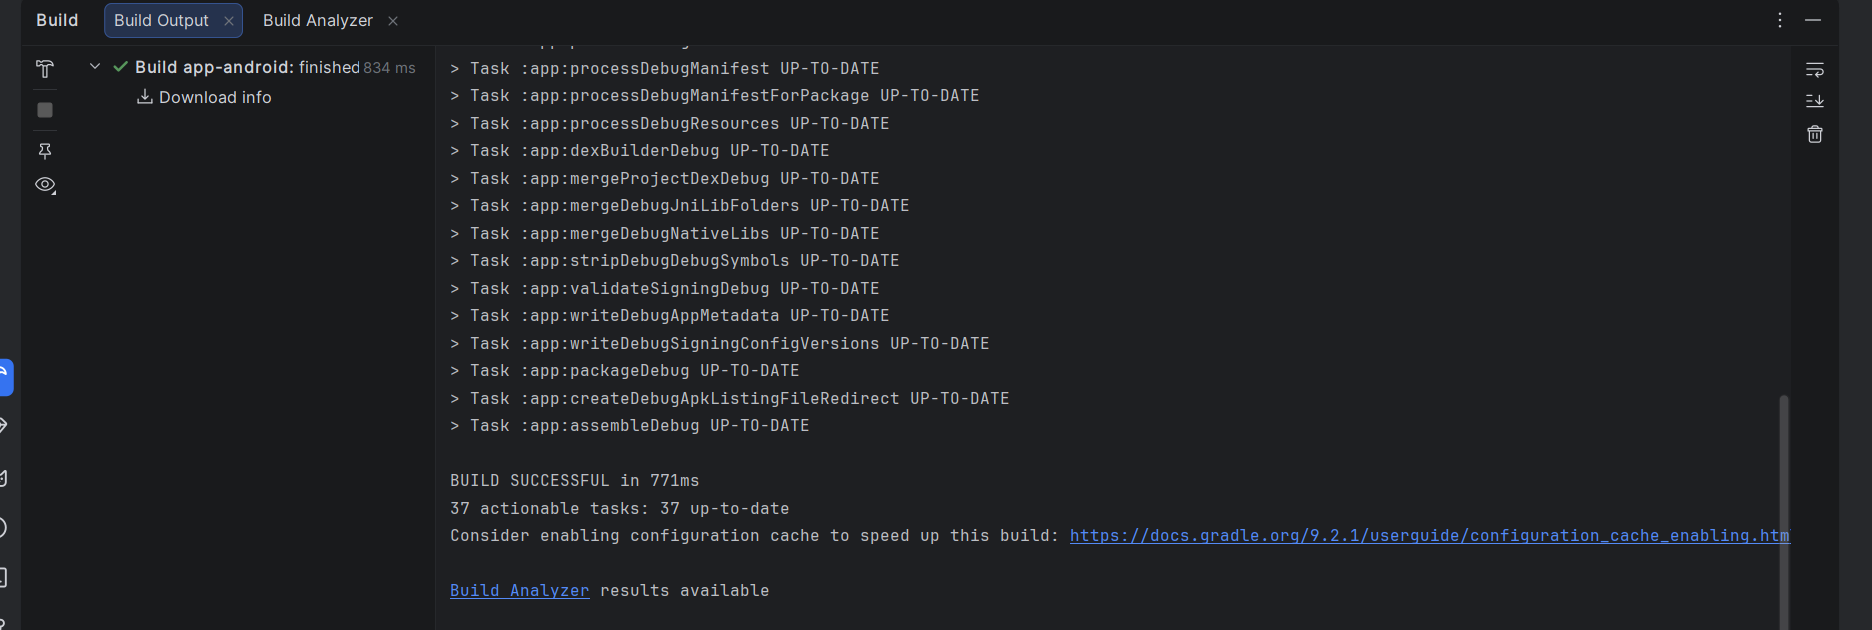 Build
Build Output
Build Analyzer
Build app-android: finished 834 ms
Download info
> Task :app:processDebugManifest UP-TO-DATE
> Task :app:processDebugManifestForPackage UP-TO-DATE
> Task :app:processDebugResources UP-TO-DATE
> Task :app:dexBuilderDebug UP-TO-DATE
> Task :app:mergeProjectDexDebug UP-TO-DATE
> Task :app:mergeDebugJniLibFolders UP-TO-DATE
> Task :app:mergeDebugNativeLibs UP-TO-DATE
> Task :app:stripDebugDebugSymbols UP-TO-DATE
> Task :app:validateSigningDebug UP-TO-DATE
> Task :app:writeDebugAppMetadata UP-TO-DATE
> Task :app:writeDebugSigningConfigVersions UP-TO-DATE
> Task :app:packageDebug UP-TO-DATE
> Task :app:createDebugApkListingFileRedirect UP-TO-DATE
> Task :app:assembleDebug UP-TO-DATE
BUILD SUCCESSFUL in 771ms
37 actionable tasks: 37 up-to-date
Consider enabling configuration cache to speed up this build: https://docs.gradle.org/9.2.1/userguide/configuration_cache_enabling.htm
Build Analyzer results available